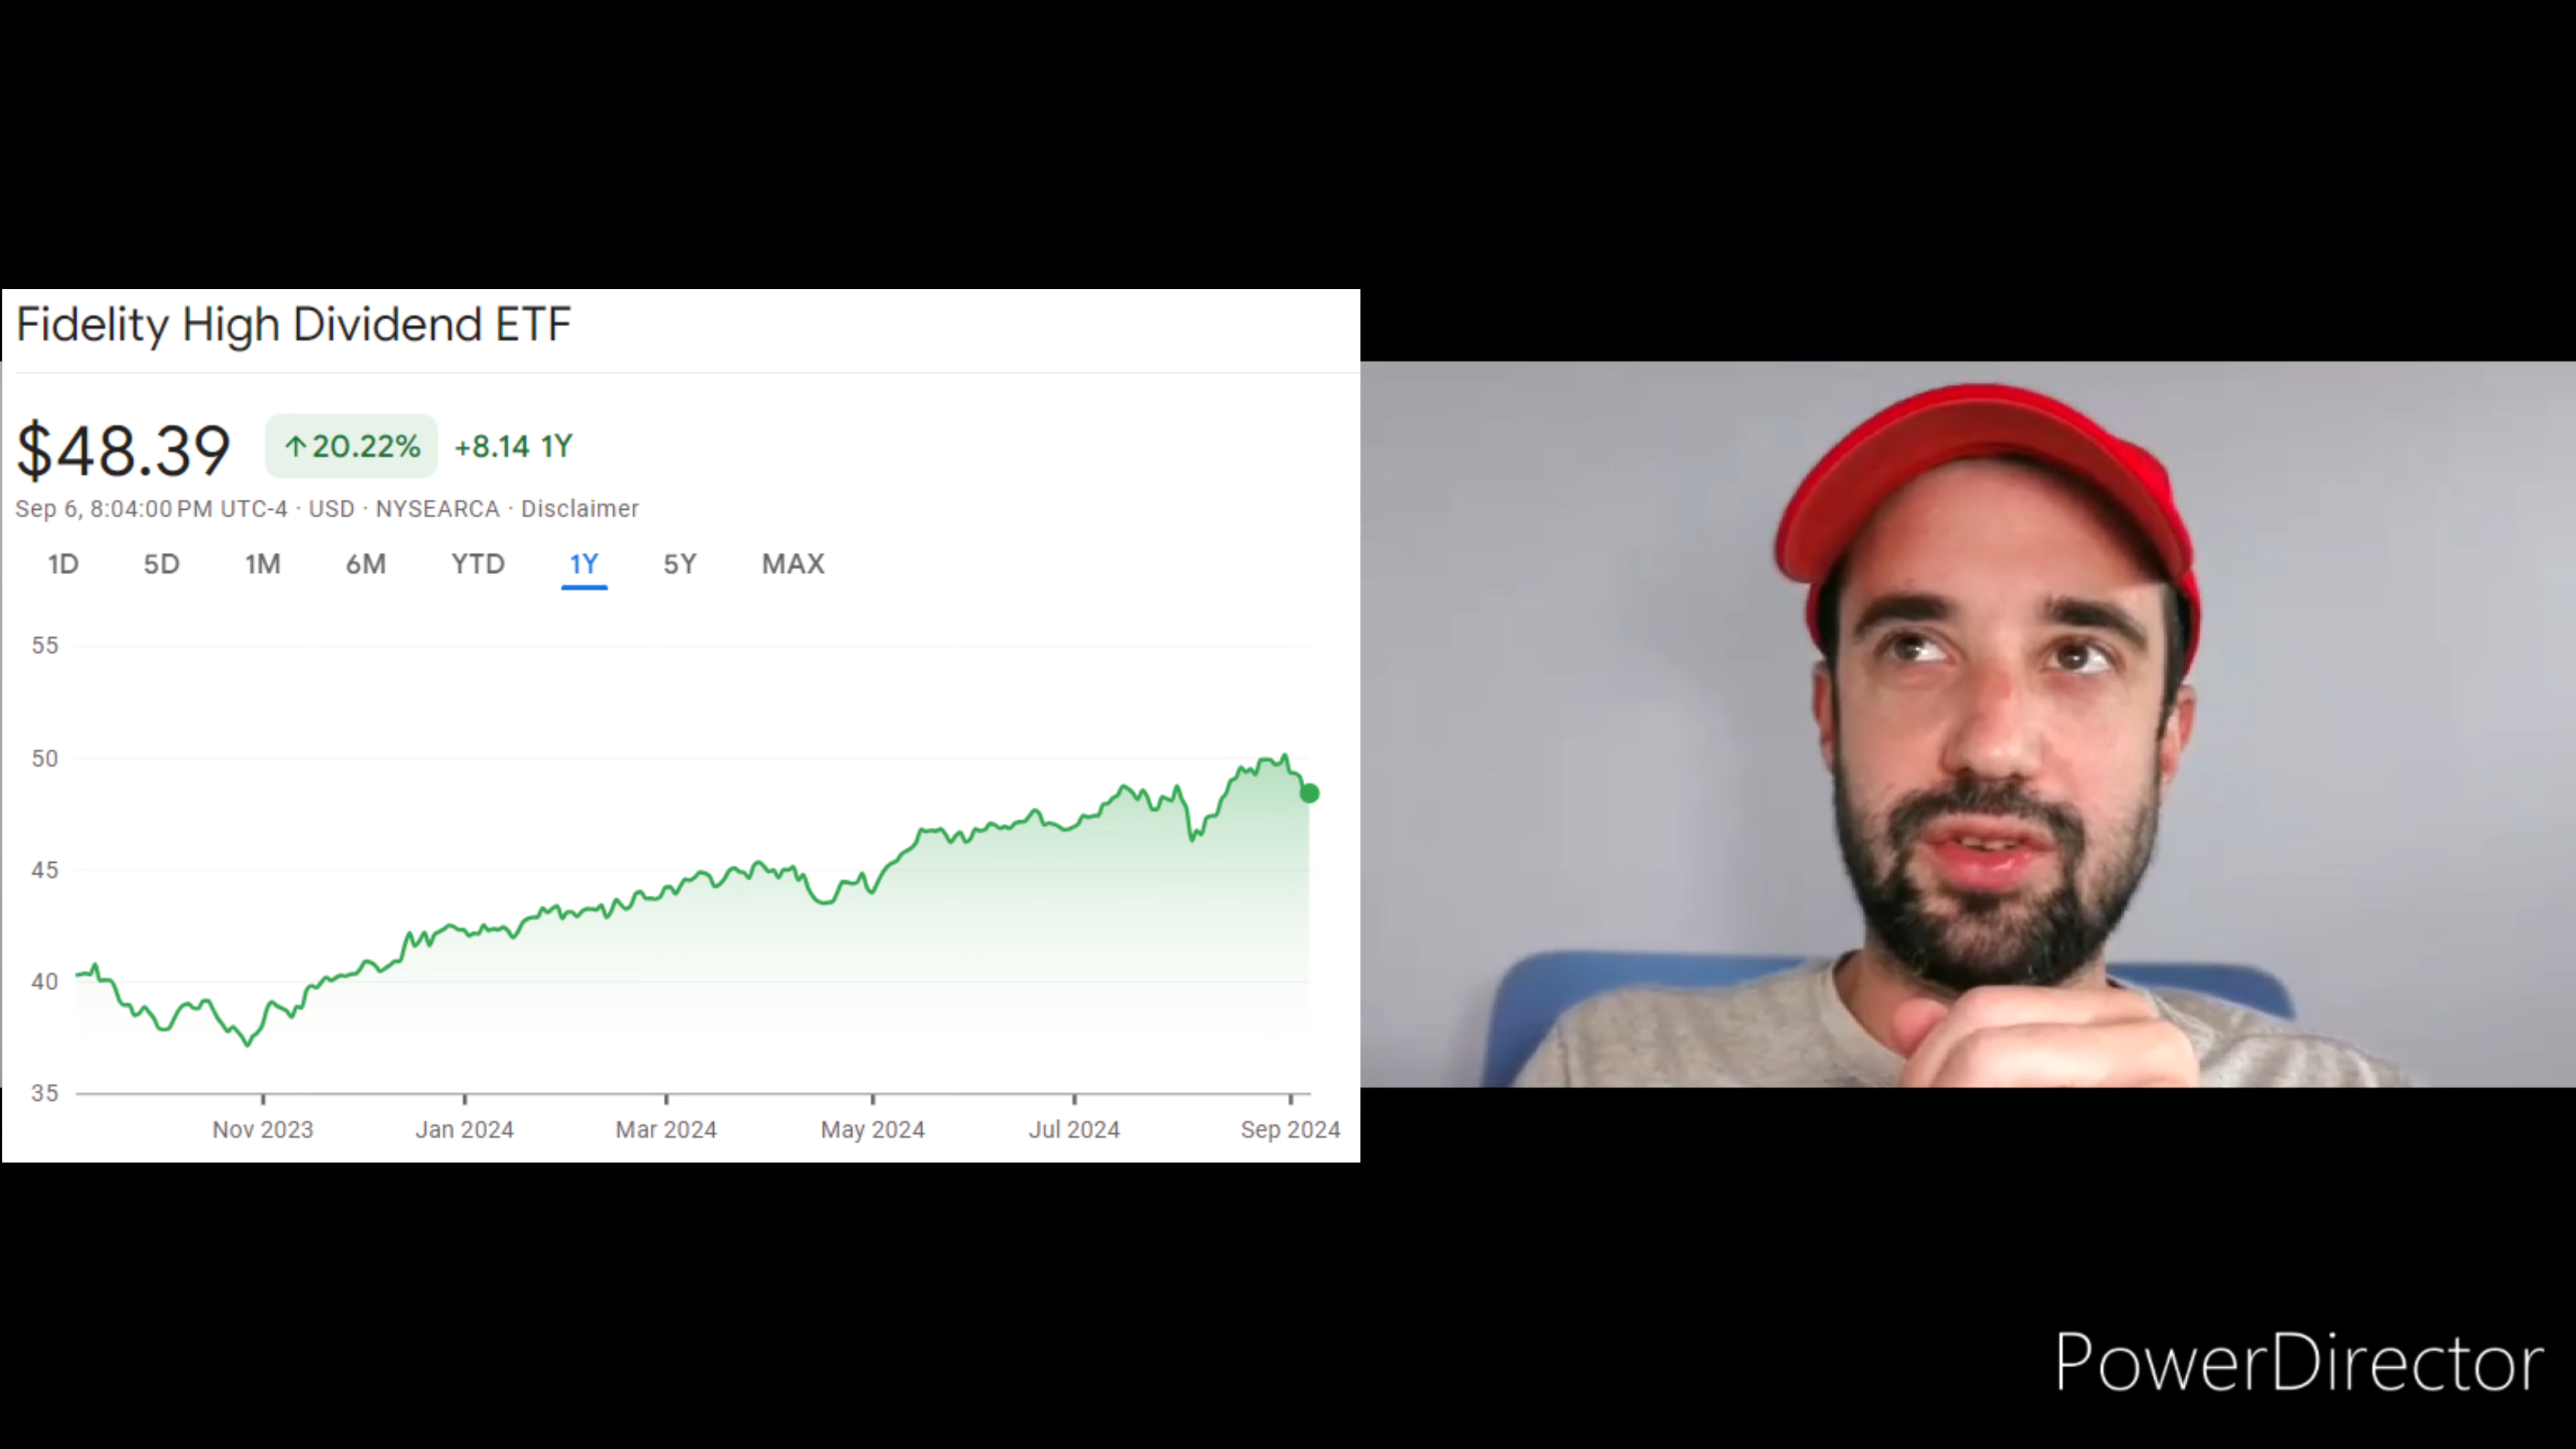 Fidelity High Dividend ETF
$48.39 ↑20.22% +8.14 1Y
Sep 6, 8:04:00 PM UTC-4 · USD · NYSEARCA · Disclaimer
1D 5D 1M 6M YTD 1Y 5Y MAX
55
50
45
40
35
Nov 2023 Jan 2024 Mar 2024 May 2024 Jul 2024 Sep 2024
PowerDirector